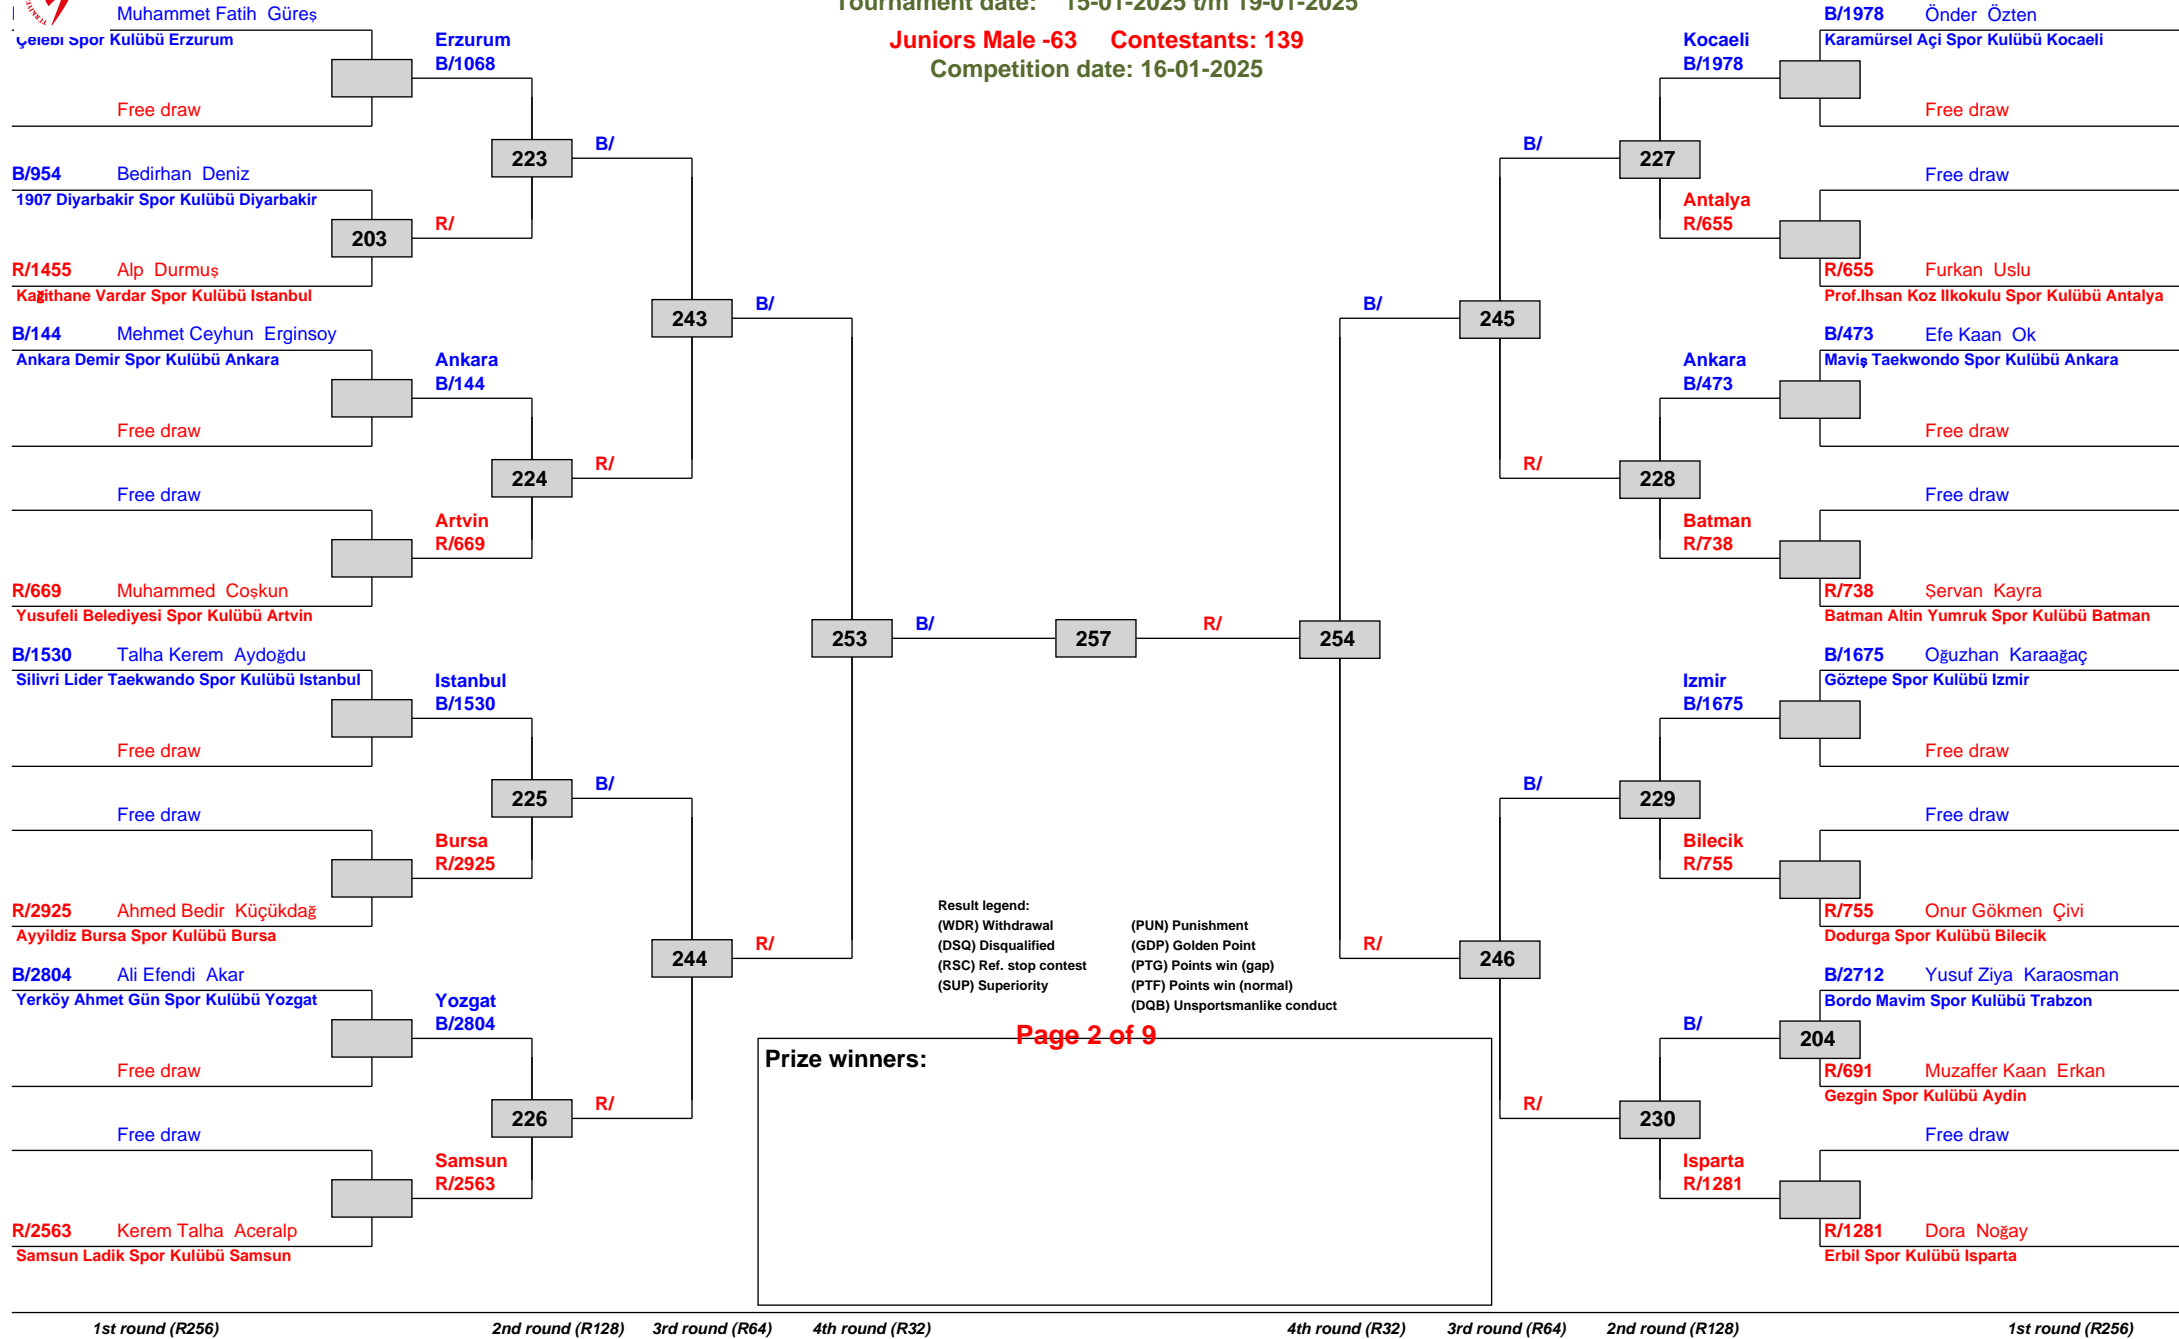 Tournament date: 15-01-2025 t/m 19-01-2025
Juniors Male -63 Contestants: 139
Competition date: 16-01-2025
Muhammet Fatih Güreş
Çelebi Spor Kulübü Erzurum
Free draw
Erzurum
B/1068
B/954 Bedirhan Deniz
1907 Diyarbakir Spor Kulübü Diyarbakir
203
R/1455 Alp Durmuş
Kağithane Vardar Spor Kulübü Istanbul
R/
223
B/
B/144 Mehmet Ceyhun Erginsoy
Ankara Demir Spor Kulübü Ankara
Free draw
Ankara
B/144
Free draw
R/669 Muhammed Coşkun
Yusufeli Belediyesi Spor Kulübü Artvin
Artvin
R/669
224
R/
243
B/
B/1530 Talha Kerem Aydoğdu
Silivri Lider Taekwando Spor Kulübü Istanbul
Free draw
Istanbul
B/1530
Free draw
R/2925 Ahmed Bedir Küçükdağ
Ayyildiz Bursa Spor Kulübü Bursa
Bursa
R/2925
225
B/
B/2804 Ali Efendi Akar
Yerköy Ahmet Gün Spor Kulübü Yozgat
Free draw
Yozgat
B/2804
Free draw
R/2563 Kerem Talha Aceralp
Samsun Ladik Spor Kulübü Samsun
Samsun
R/2563
226
R/
244
R/
253
B/
257
R/
254
B/
245
B/
227
Kocaeli
B/1978
B/1978 Önder Özten
Karamürsel Açi Spor Kulübü Kocaeli
Free draw
Free draw
Antalya
R/655
R/655 Furkan Uslu
Prof.Ihsan Koz Ilkokulu Spor Kulübü Antalya
R/
228
Ankara
B/473
B/473 Efe Kaan Ok
Maviş Taekwondo Spor Kulübü Ankara
Free draw
Free draw
Batman
R/738
R/738 Şervan Kayra
Batman Altin Yumruk Spor Kulübü Batman
R/
246
B/
229
Izmir
B/1675
B/1675 Oğuzhan Karaağaç
Göztepe Spor Kulübü Izmir
Free draw
Free draw
Bilecik
R/755
R/755 Onur Gökmen Çivi
Dodurga Spor Kulübü Bilecik
R/
230
B/
204
B/2712 Yusuf Ziya Karaosman
Bordo Mavim Spor Kulübü Trabzon
R/691 Muzaffer Kaan Erkan
Gezgin Spor Kulübü Aydin
Free draw
Isparta
R/1281
R/1281 Dora Noğay
Erbil Spor Kulübü Isparta
Result legend:
(WDR) Withdrawal (PUN) Punishment
(DSQ) Disqualified (GDP) Golden Point
(RSC) Ref. stop contest (PTG) Points win (gap)
(SUP) Superiority (PTF) Points win (normal)
(DQB) Unsportsmanlike conduct
Page 2 of 9
Prize winners:
1st round (R256) 2nd round (R128) 3rd round (R64) 4th round (R32) 4th round (R32) 3rd round (R64) 2nd round (R128) 1st round (R256)